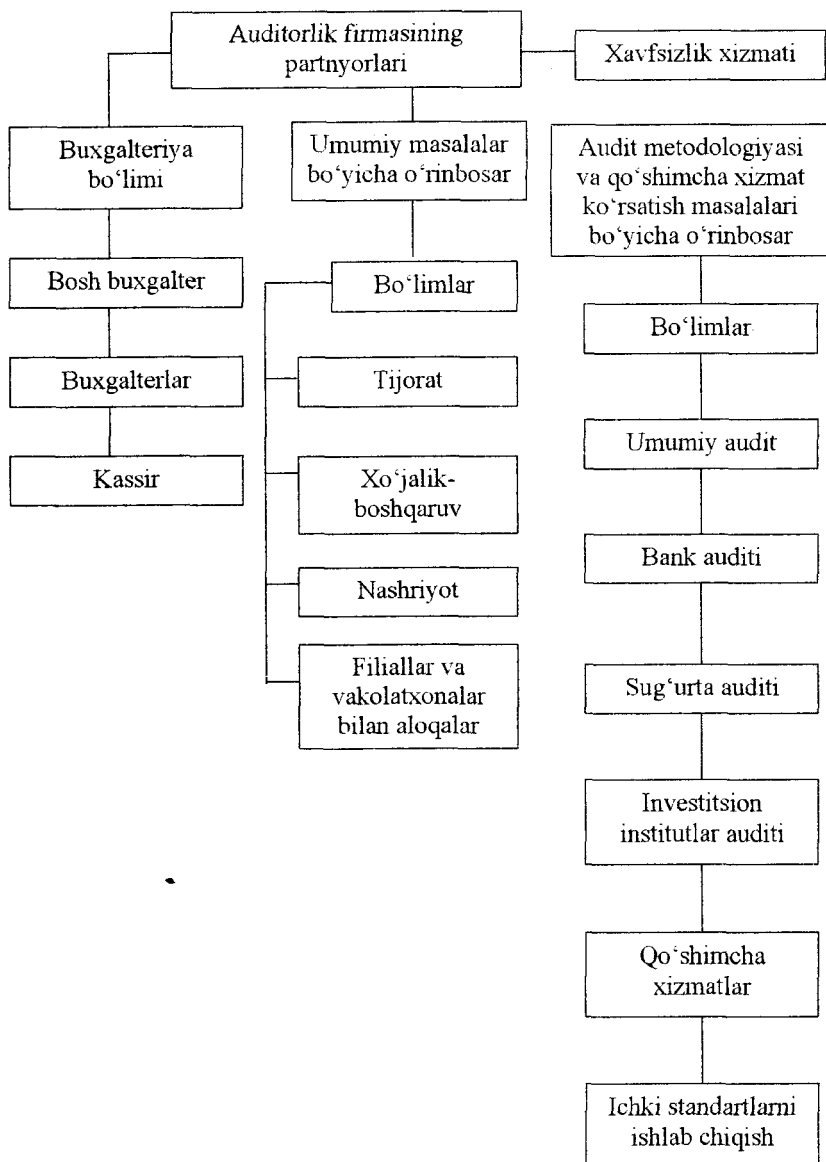 Auditorlik firmasining
partnyorlari
Xavfsizlik xizmati
Buxgalteriya
bo‘limi
Bosh buxgalter
Buxgalterlar
Kassir
Umumiy masalalar
bo‘yicha o‘rinbosar
Bo‘limlar
Tijorat
Xo‘jalik-
boshqaruv
Nashriyot
Filiallar va
vakolatxonalar
bilan aloqalar
Audit metodologiyasi
va qo‘shimcha xizmat
ko‘rsatish masalalari
bo‘yicha o‘rinbosar
Bo‘limlar
Umumiy audit
Bank auditi
Sug‘urta auditi
Investitsion
institutlar auditi
Qo‘shimcha
xizmatlar
Ichki standartlarni
ishlab chiqish